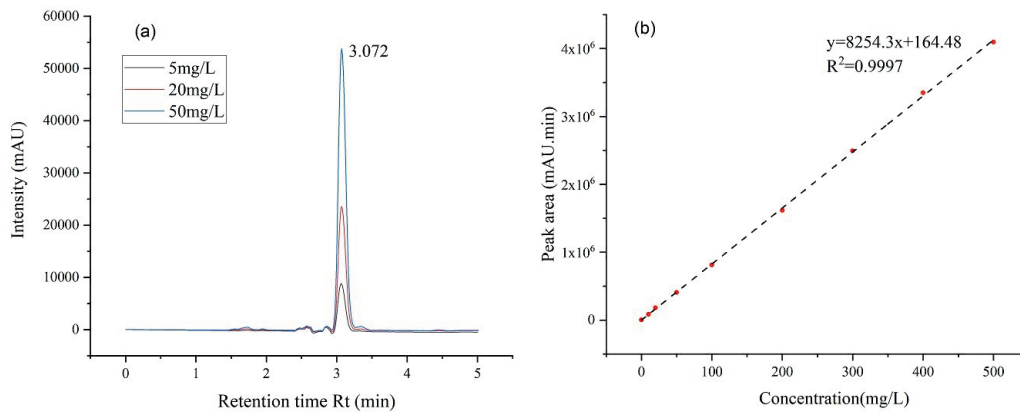 (a)
3.072
5mg/L
20mg/L
50mg/L
60000
50000
40000
30000
20000
10000
0
Intensity (mAU)
0 1 2 3 4 5
Retention time Rt (min)
(b)
y=8254.3x+164.48
R²=0.9997
4x10⁶
3x10⁶
2x10⁶
1x10⁶
0
Peak area (mAU.min)
0 100 200 300 400 500
Concentration(mg/L)